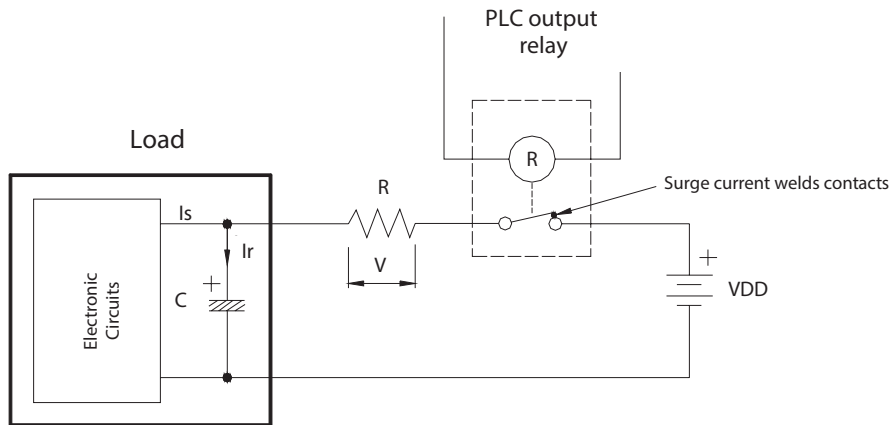 PLC output
relay
Load
R
R
Surge current welds contacts
Is
Ir
V
+
+
C
VDD
Electronic
Circuits